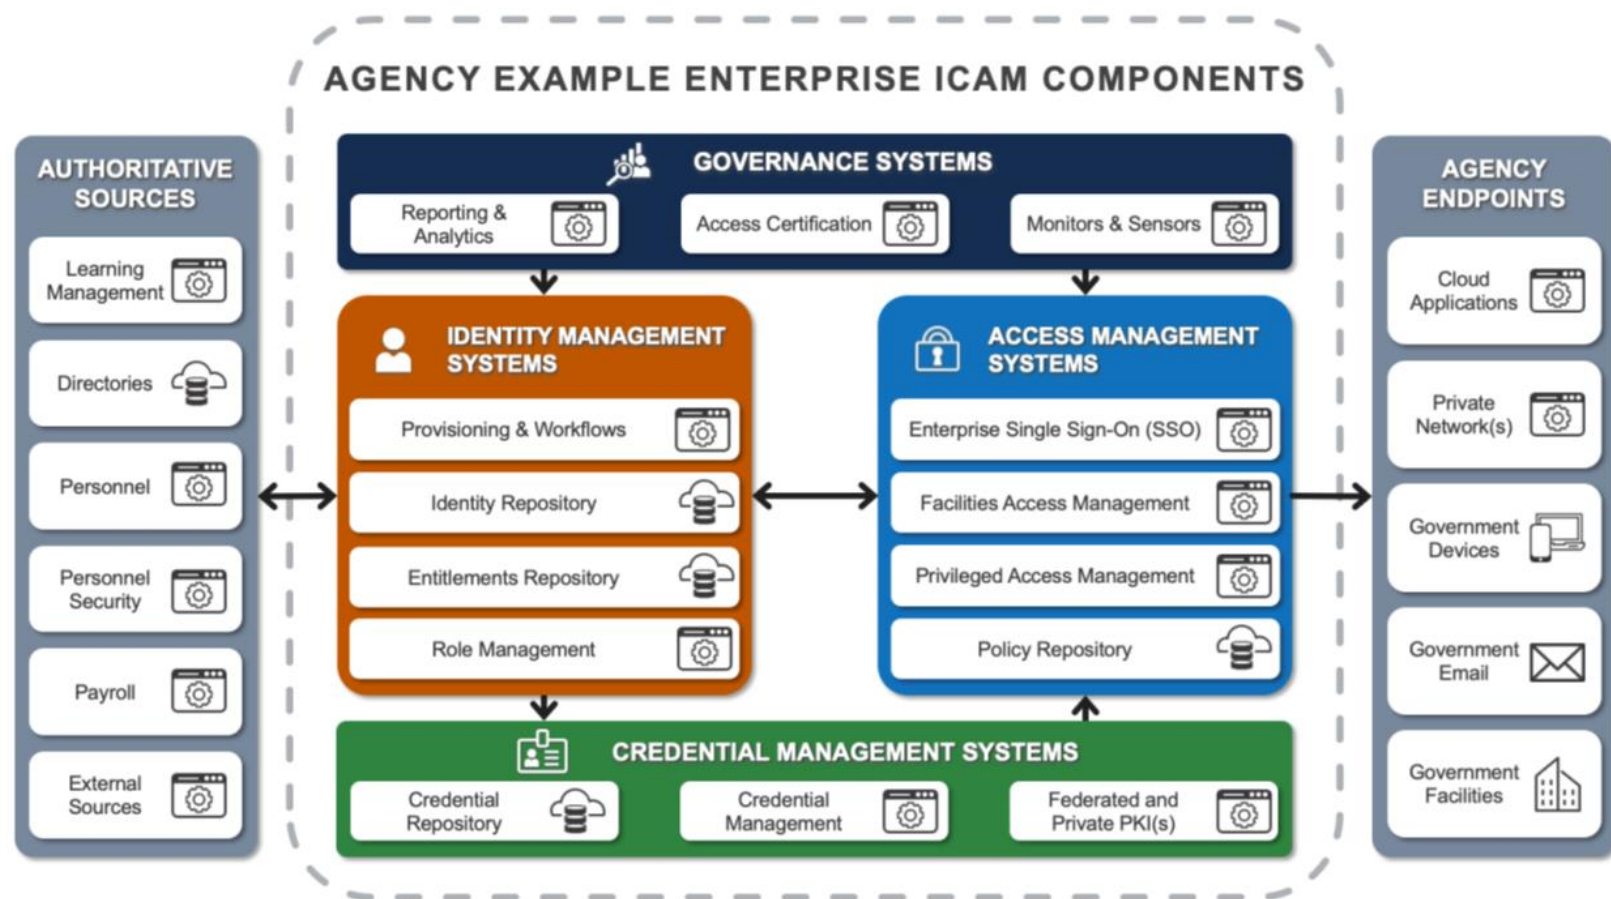 AGENCY EXAMPLE ENTERPRISE ICAM COMPONENTS
AUTHORITATIVE
SOURCES
Learning
Management
Directories
Personnel
Personnel
Security
Payroll
External
Sources
GOVERNANCE SYSTEMS
Reporting &
Analytics
Access Certification
Monitors & Sensors
IDENTITY MANAGEMENT
SYSTEMS
Provisioning & Workflows
Identity Repository
Entitlements Repository
Role Management
ACCESS MANAGEMENT
SYSTEMS
Enterprise Single Sign-On (SSO)
Facilities Access Management
Privileged Access Management
Policy Repository
CREDENTIAL MANAGEMENT SYSTEMS
Credential
Repository
Credential
Management
Federated and
Private PKI(s)
AGENCY
ENDPOINTS
Cloud
Applications
Private
Network(s)
Government
Devices
Government
Email
Government
Facilities